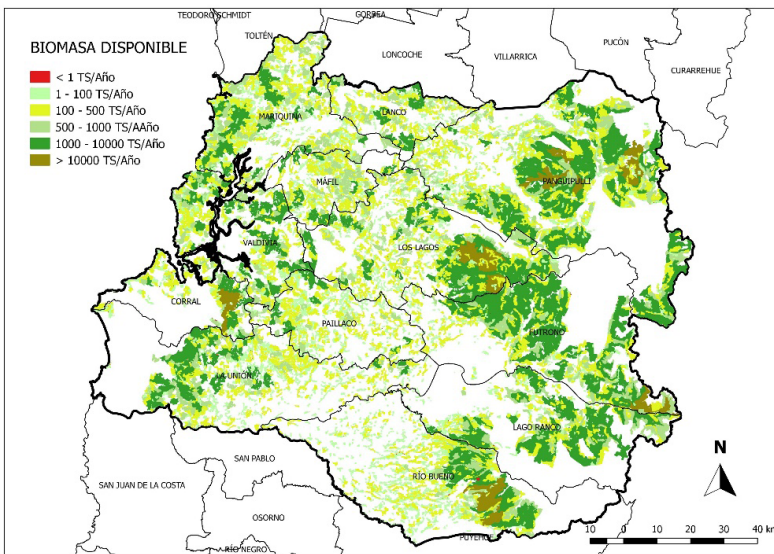 TEODORO SCHMIDT
GORBEA
TOLTÉN
LONCOCHE
VILLARRICA
PUCÓN
CURARREHUE
BIOMASA DISPONIBLE
< 1 TS/Año
1 - 100 TS/Año
100 - 500 TS/Año
500 - 1000 TS/AAño
1000 - 10000 TS/Año
> 10000 TS/Año
MARIQUINA
LANCO
MÁFIL
PANGUIPULLI
VALDIVIA
LOS LAGOS
CORRAL
PAILLACO
FUTRONO
LA UNIÓN
LAGO RANCO
SAN PABLO
RÍO BUENO
SAN JUAN DE LA COSTA
OSORNO
PUYEHUE
RÍO NEGRO
N
10 0 10 20 30 40 km